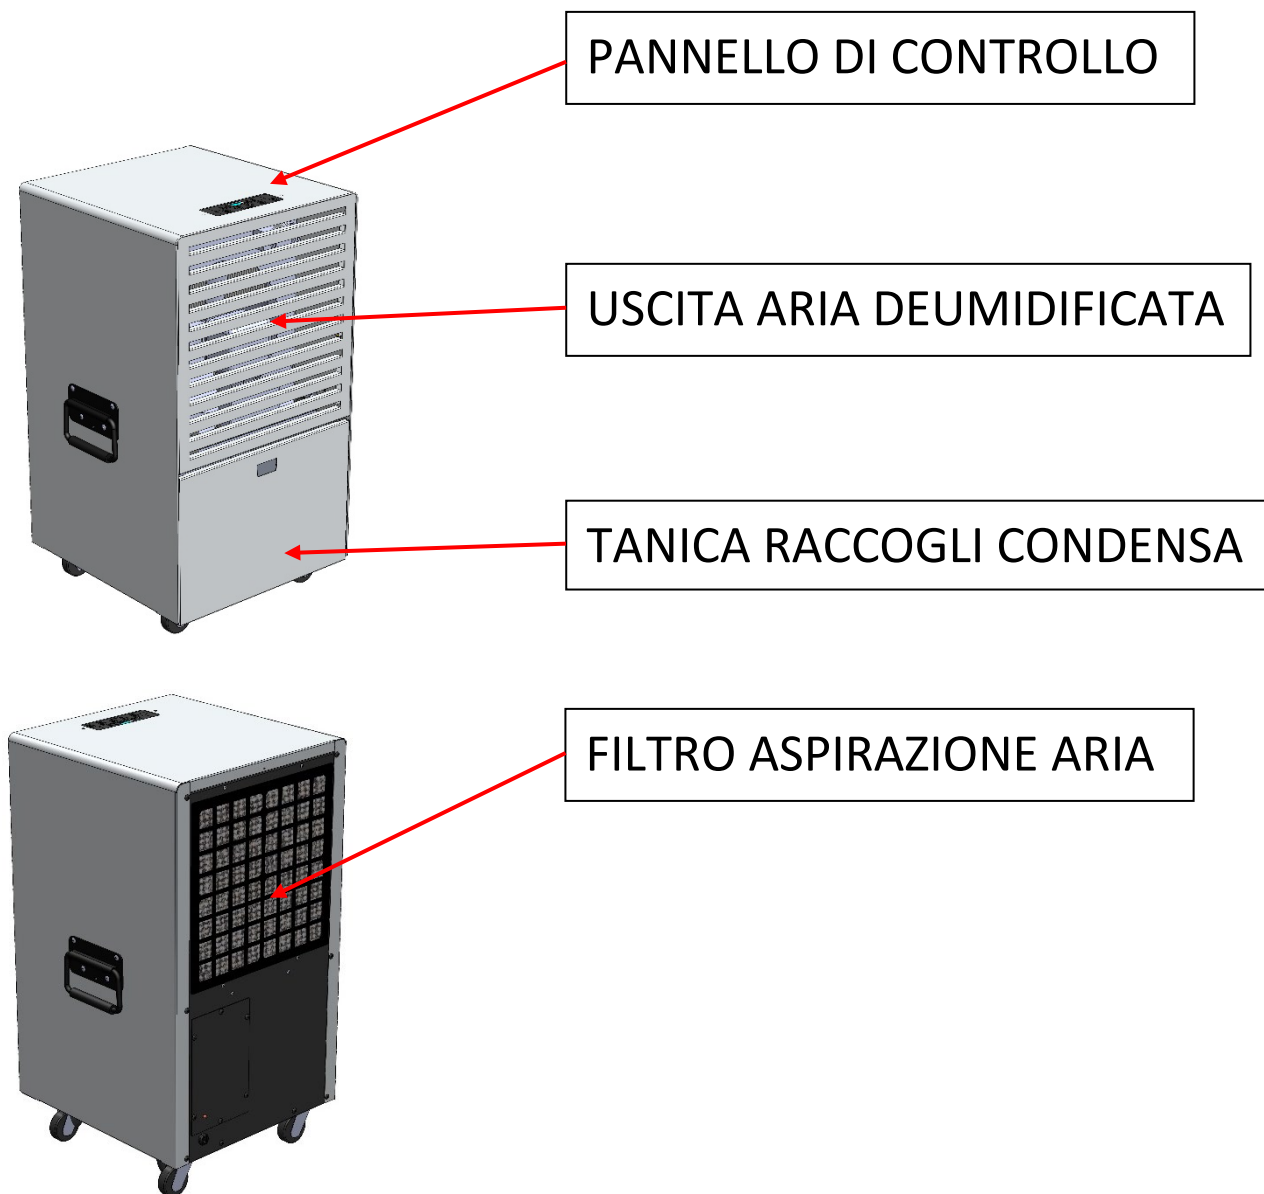 PANNELLO DI CONTROLLO
USCITA ARIA DEUMIDIFICATA
TANICA RACCOGLI CONDENSA
FILTRO ASPIRAZIONE ARIA